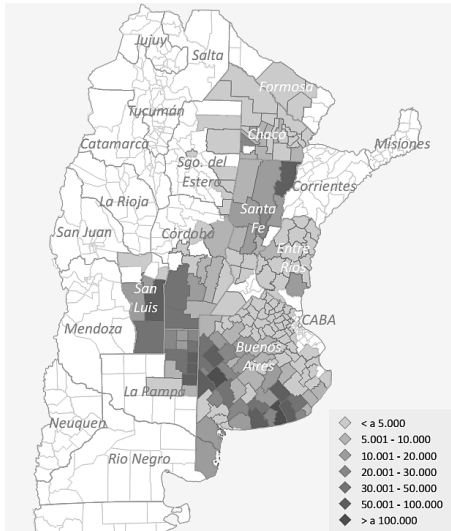 Jujuy
Salta
Formosa
Tucumán
Chaco
Catamarca
Misiones
Sgo. del
Estero
Corrientes
La Rioja
Santa
Fe
San Juan
Córdoba
Entre
Ríos
San
Luis
CABA
Mendoza
Buenos
Aires
La Pampa
Neuquen
Rio Negro
< a 5.000
5.001 - 10.000
10.001 - 20.000
20.001 - 30.000
30.001 - 50.000
50.001 - 100.000
> a 100.000